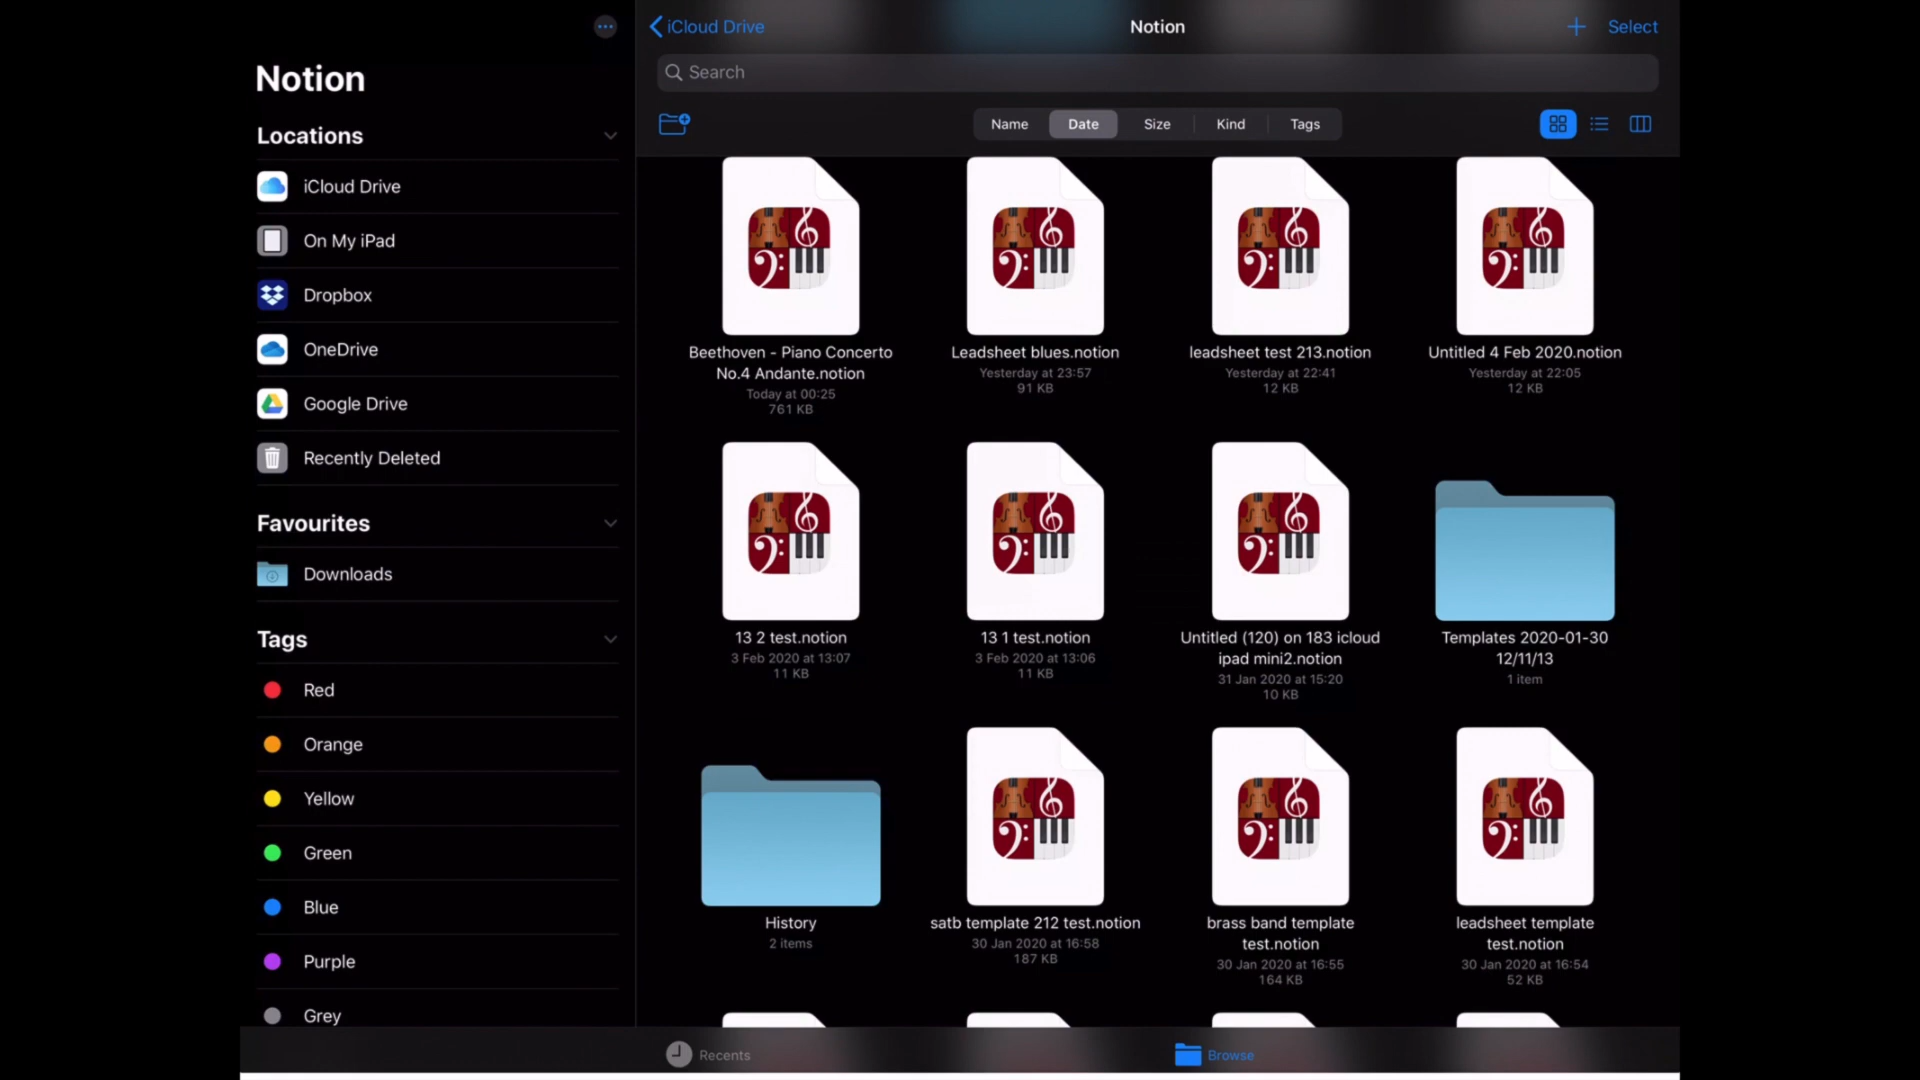 iCloud Drive
Notion
Select
Notion
Search
Name
Date
Size
Kind
Tags
Locations
iCloud Drive
On My iPad
Dropbox
OneDrive
Google Drive
Recently Deleted
Favourites
Downloads
Tags
Red
Orange
Yellow
Green
Blue
Purple
Grey
Beethoven - Piano Concerto
No.4 Andante.notion
Today at 00:25
761 KB
Leadsheet blues.notion
Yesterday at 23:57
91 KB
leadsheet test 213.notion
Yesterday at 22:41
12 KB
Untitled 4 Feb 2020.notion
Yesterday at 22:05
12 KB
13 2 test.notion
3 Feb 2020 at 13:07
11 KB
13 1 test.notion
3 Feb 2020 at 13:06
11 KB
Untitled (120) on 183 icloud
ipad mini2.notion
31 Jan 2020 at 15:20
10 KB
Templates 2020-01-30
12/11/13
1 item
History
2 items
satb template 212 test.notion
30 Jan 2020 at 16:58
187 KB
brass band template
test.notion
30 Jan 2020 at 16:55
164 KB
leadsheet template
test.notion
30 Jan 2020 at 16:54
52 KB
Recents
Browse